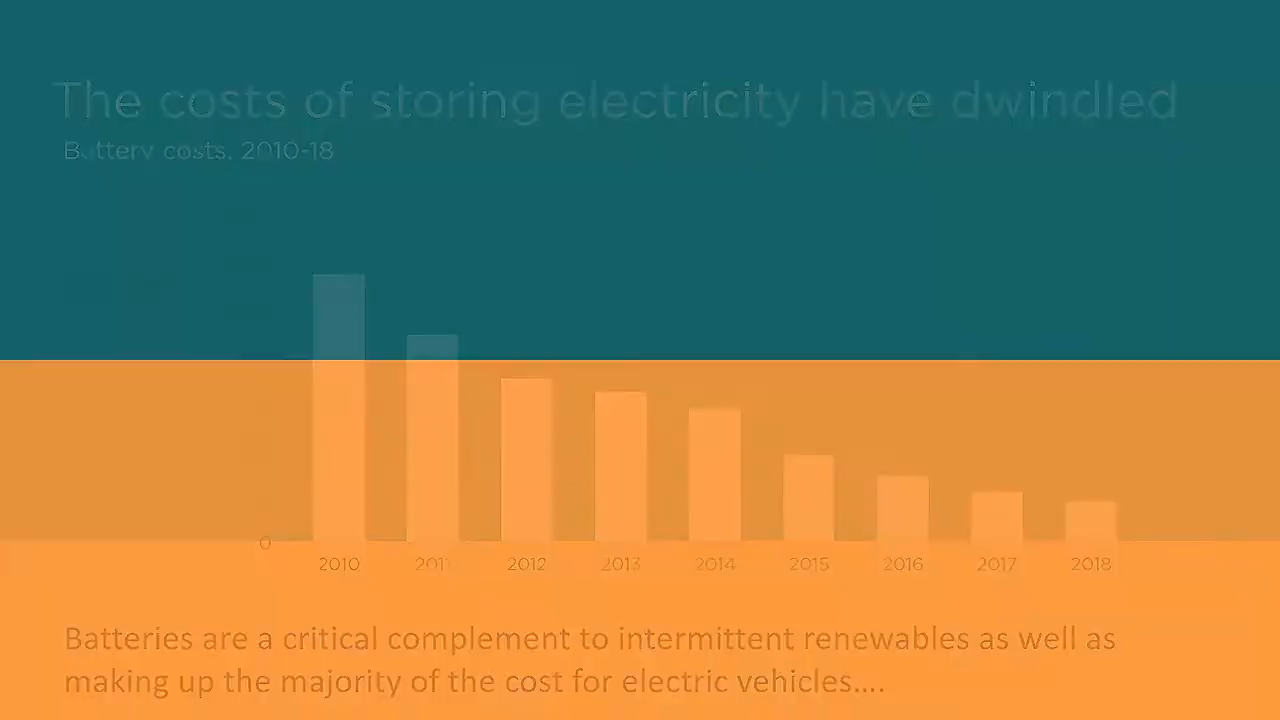 The costs of storing electricity have dwindled
Battery costs, 2010-18
0
2010 2011 2012 2013 2014 2015 2016 2017 2018
Batteries are a critical complement to intermittent renewables as well as
making up the majority of the cost for electric vehicles....